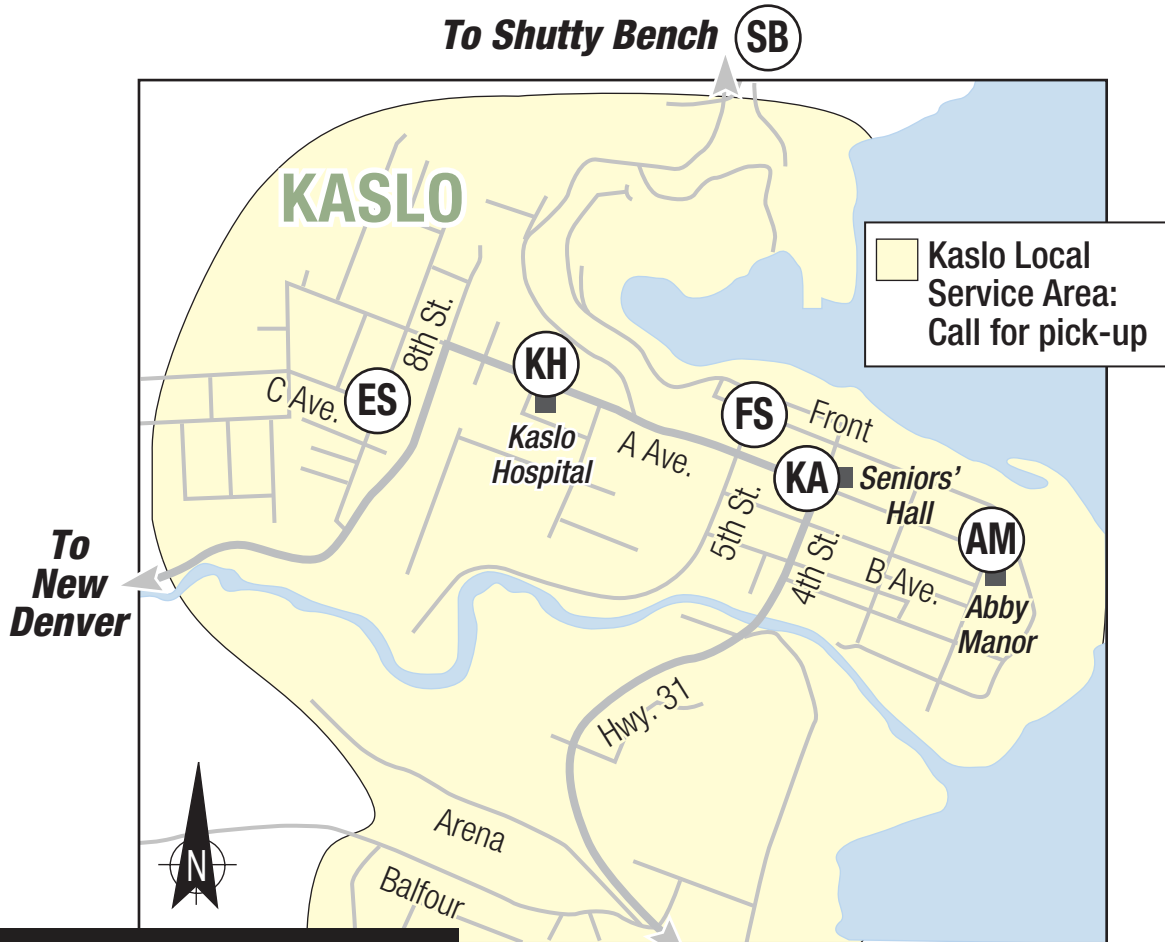 To Shutty Bench SB
KASLO
Kaslo Local
Service Area:
Call for pick-up
8th St.
KH
C Ave.
ES
FS
Front
Kaslo
Hospital
A Ave.
KA
Seniors'
Hall
5th St.
4th St.
AM
B Ave.
Abby
Manor
To
New
Denver
Hwy. 31
Arena
Balfour
N